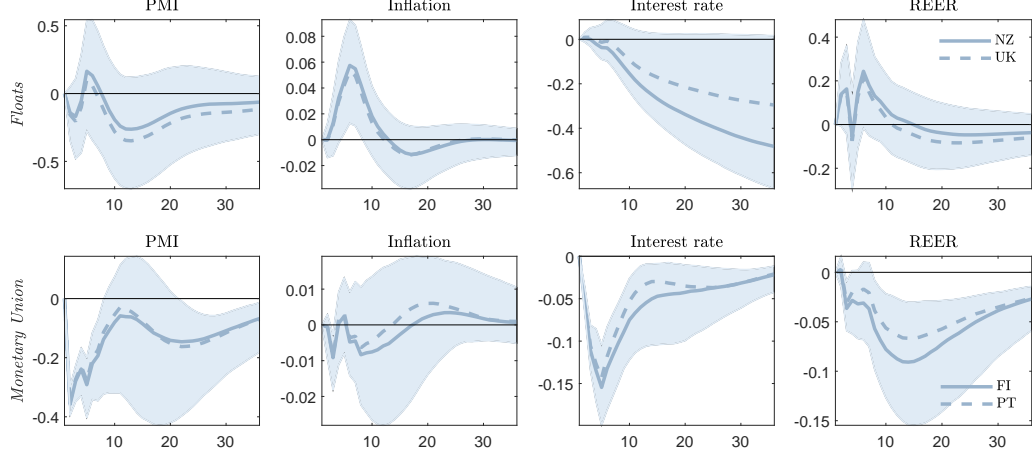 PMI Inflation Interest rate REER
Floats
0.5
0
-0.5
10 20 30
0.08
0.06
0.04
0.02
0
-0.02
10 20 30
0
-0.2
-0.4
-0.6
10 20 30
0.4
0.2
0
-0.2
NZ
UK
10 20 30
PMI Inflation Interest rate REER
Monetary Union
0
-0.2
-0.4
10 20 30
0.01
0
-0.01
-0.02
10 20 30
0
-0.05
-0.1
-0.15
10 20 30
0
-0.05
-0.1
-0.15
FI
PT
10 20 30